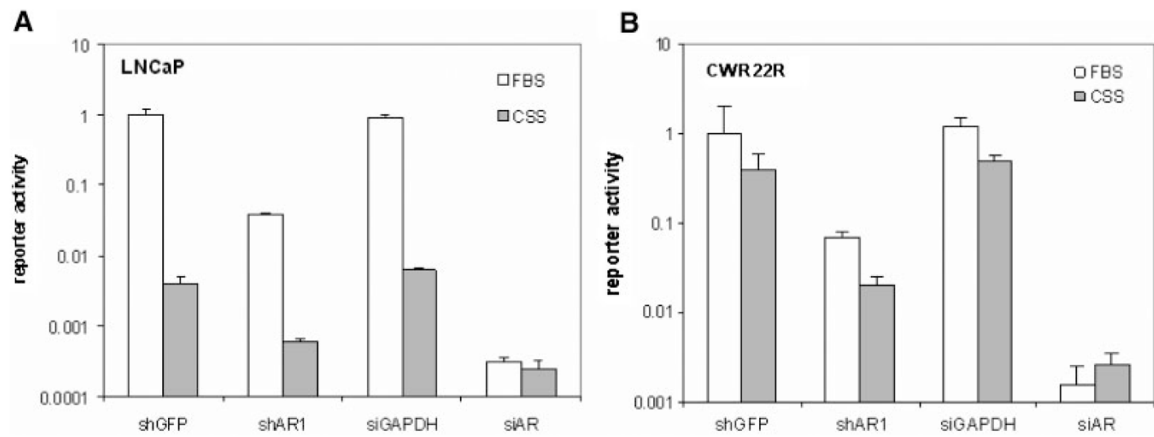 A
LNCaP
FBS
CSS
reporter activity
10
1
0.1
0.01
0.001
0.0001
shGFP shAR1 siGAPDH siAR
B
CWR22R
FBS
CSS
reporter activity
10
1
0.1
0.01
0.001
shGFP shAR1 siGAPDH siAR